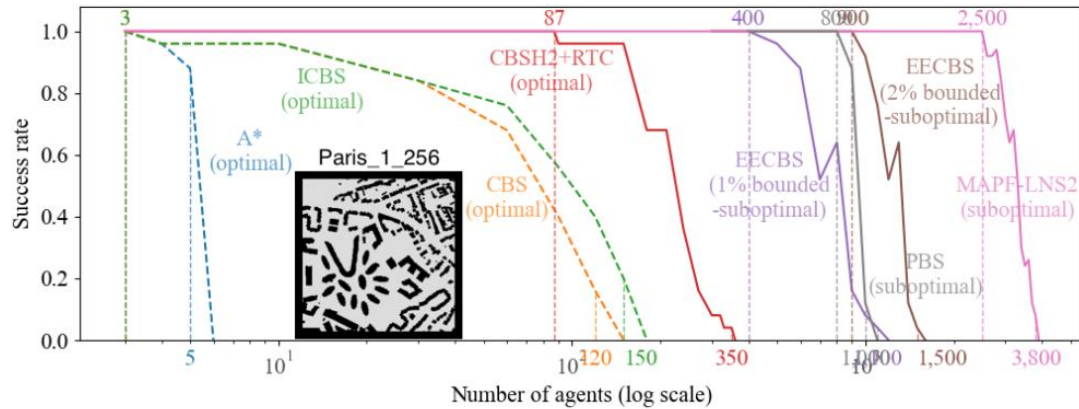 3
87
400
900
2,500
1.0
0.8
0.6
0.4
0.2
0.0
Success rate
ICBS
(optimal)
A*
(optimal)
Paris_1_256
CBS
(optimal)
CBSH2+RTC
(optimal)
EECBS
(1% bounded
-suboptimal)
EECBS
(2% bounded
-suboptimal)
PBS
(suboptimal)
MAPF-LNS2
(suboptimal)
5
10¹
120
150
350
1,500
3,800
Number of agents (log scale)